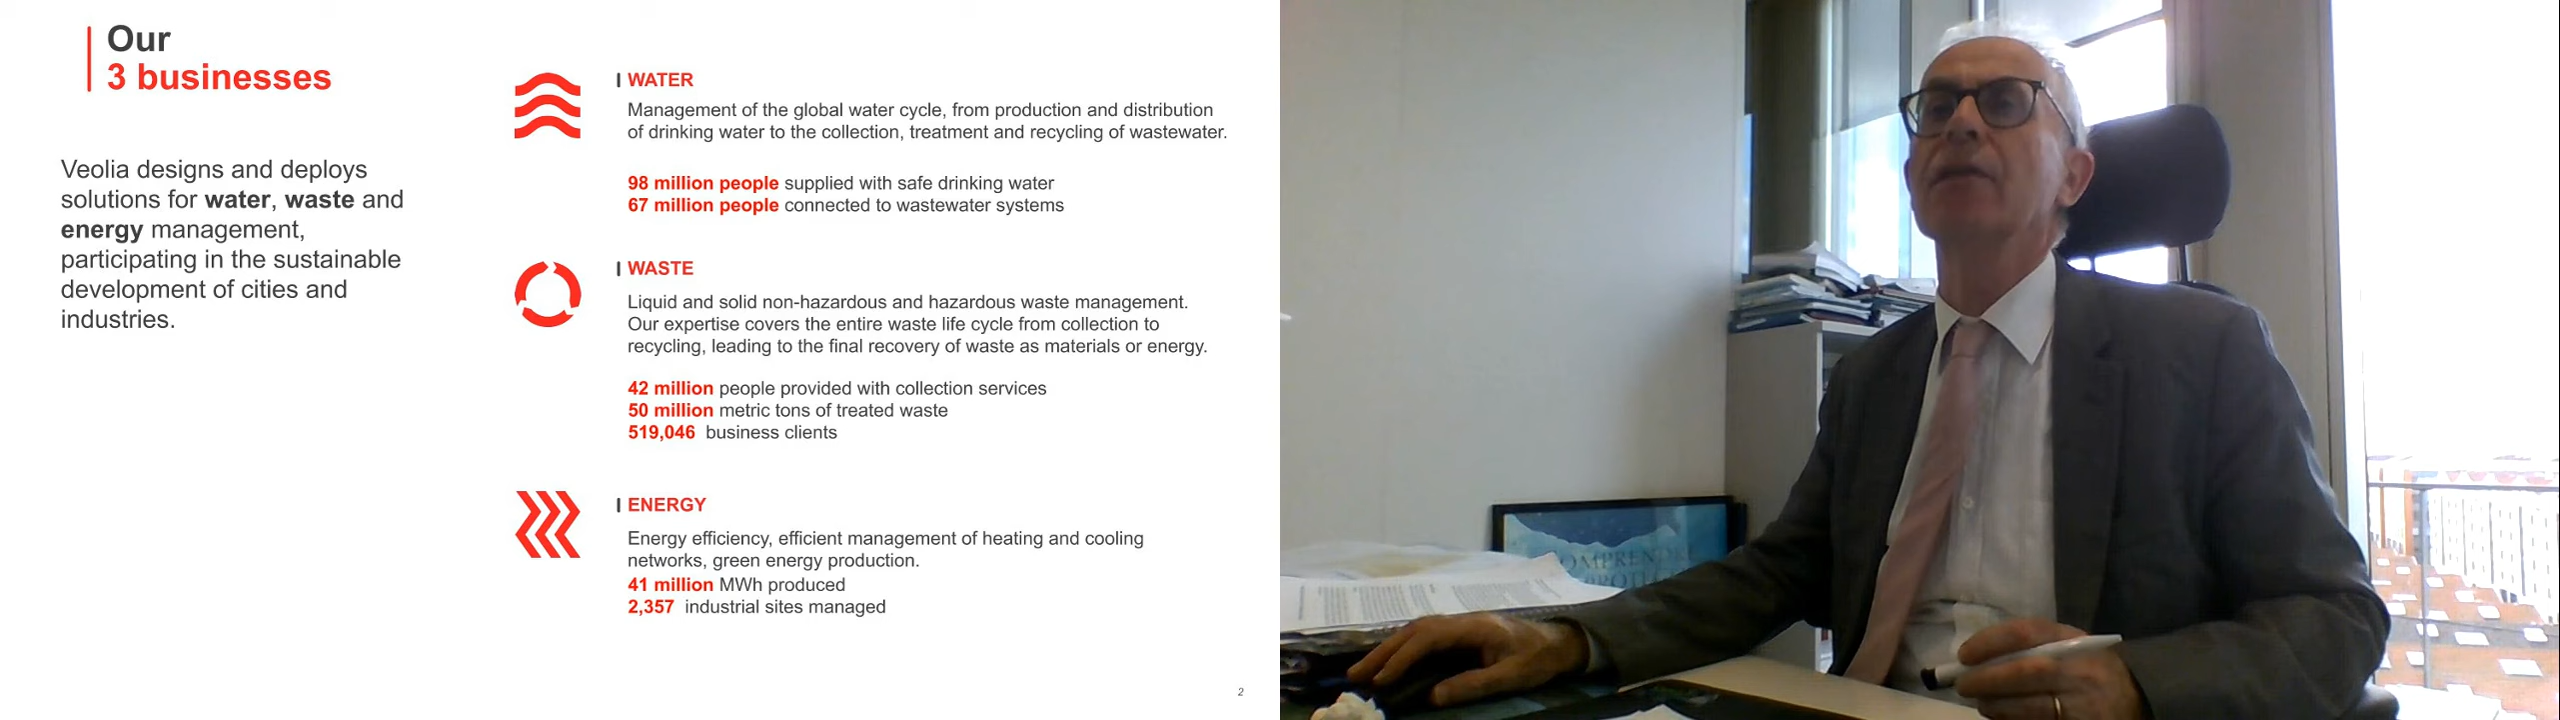 Our
3 businesses
Veolia designs and deploys
solutions for water, waste and
energy management,
participating in the sustainable
development of cities and
industries.
WATER
Management of the global water cycle, from production and distribution
of drinking water to the collection, treatment and recycling of wastewater.
98 million people supplied with safe drinking water
67 million people connected to wastewater systems
WASTE
Liquid and solid non-hazardous and hazardous waste management.
Our expertise covers the entire waste life cycle from collection to
recycling, leading to the final recovery of waste as materials or energy.
42 million people provided with collection services
50 million metric tons of treated waste
519,046 business clients
ENERGY
Energy efficiency, efficient management of heating and cooling
networks, green energy production.
41 million MWh produced
2,357 industrial sites managed
2